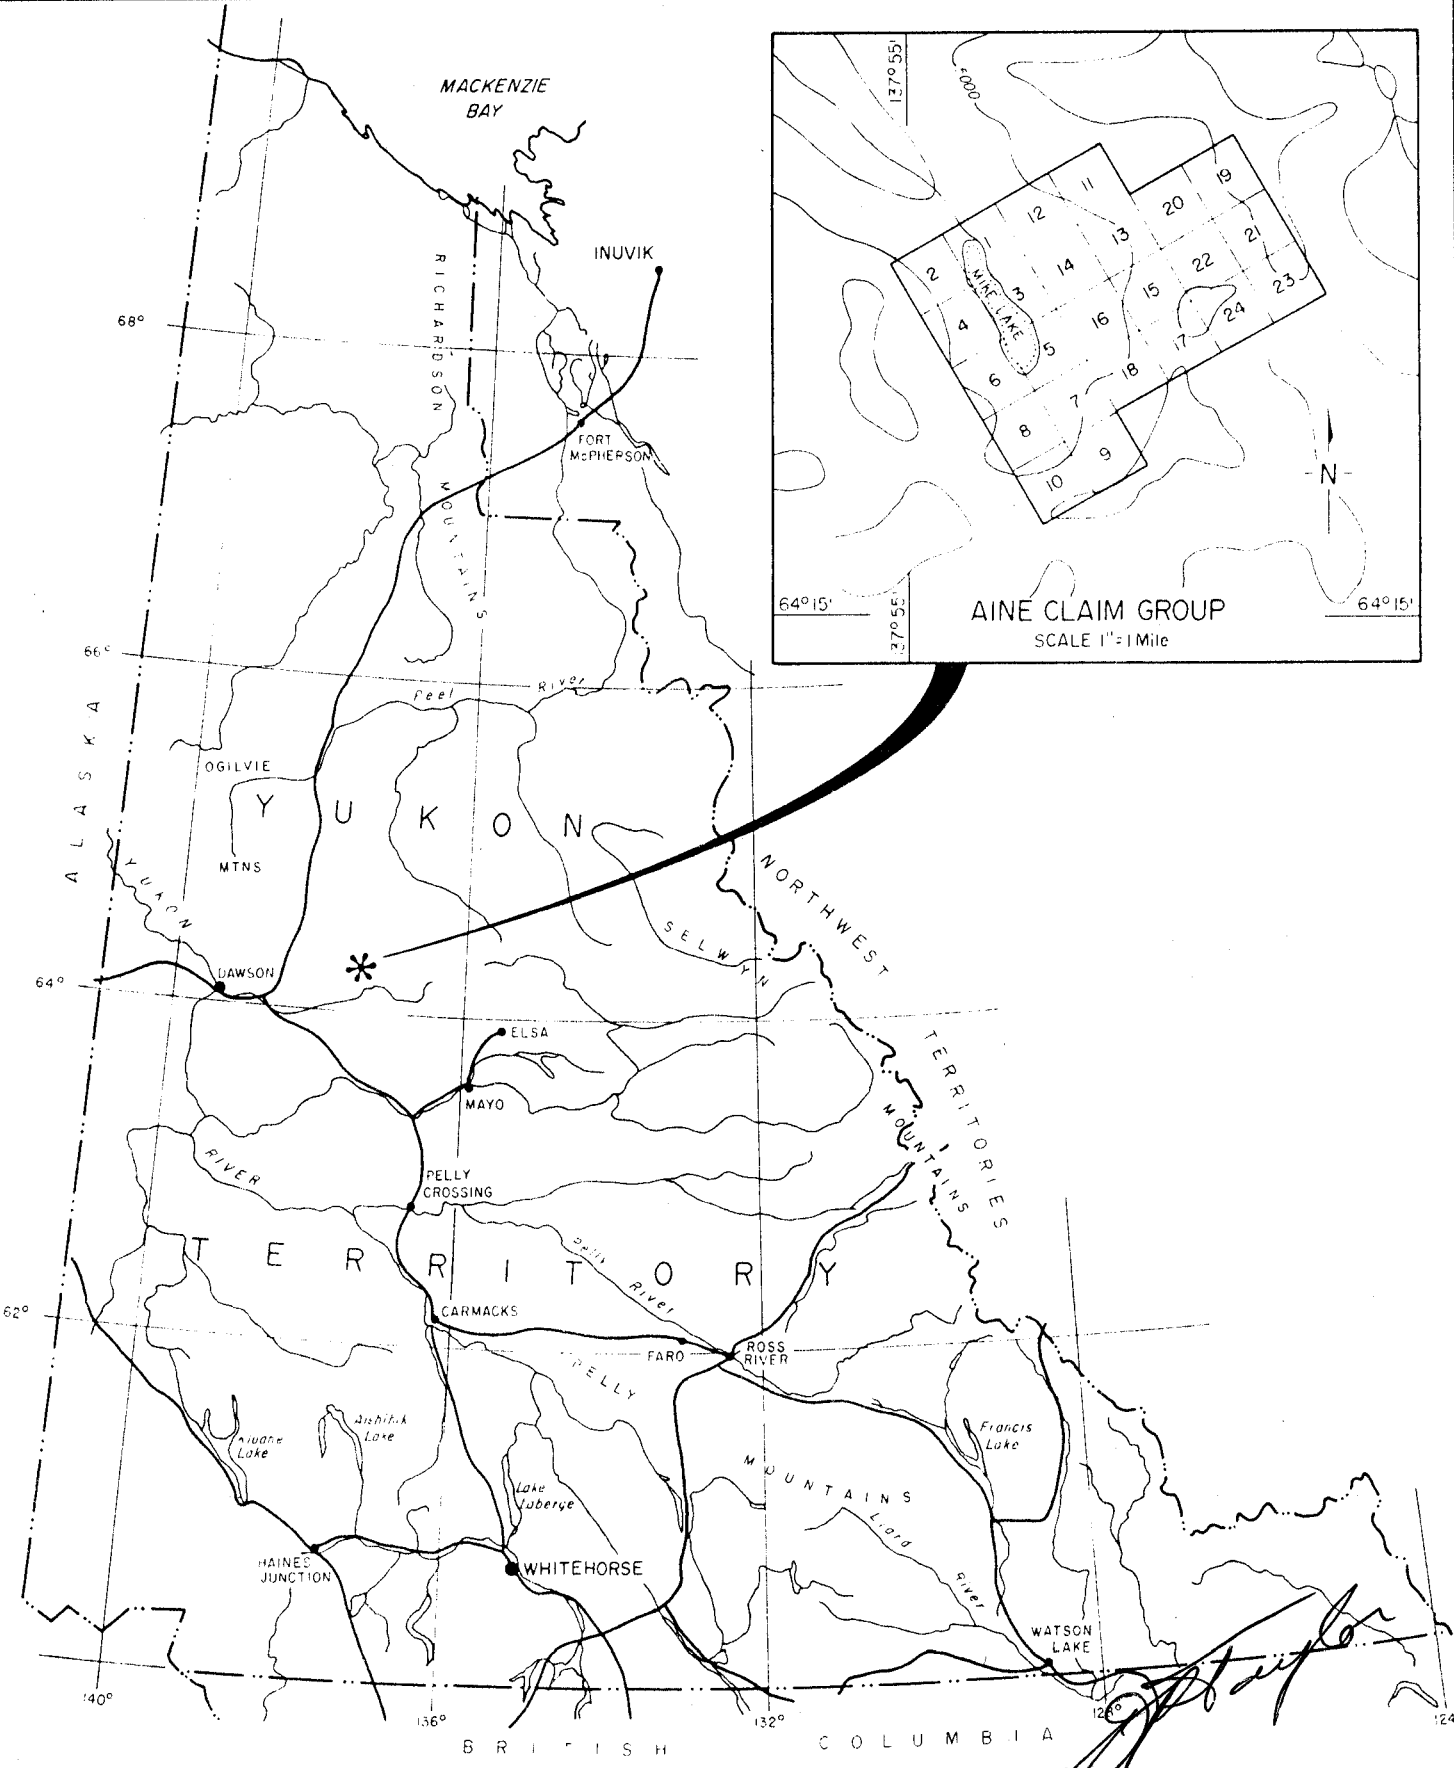 MACKENZIE
BAY
INUVIK
RICHARDSON
MOUNTAINS
68°
FORT
McPHERSON
66°
Peel River
ALASKA
OGILVIE
MTNS
YUKON
YUKON
NORTHWEST
TERRITORIES
SELWYN
MOUNTAINS
DAWSON
64°
ELSA
MAYO
RIVER
PELLY
CROSSING
TERRITORY
Pelly River
62°
CARMACKS
FARO
ROSS
RIVER
PELLY
MOUNTAINS
Kluane
Lake
Aishihik
Lake
Lake
Laberge
Francis
Lake
Liard River
HAINES
JUNCTION
WHITEHORSE
WATSON
LAKE
140°
136°
132°
128°
124
BRITISH COLUMBIA
137°55'
5000
11
19
12
20
1
13
21
2
14
22
23
MIKE LAKE
3
15
24
4
16
5
17
6
18
7
8
9
10
N
64°15'
137°55'
64°15'
AINE CLAIM GROUP
SCALE 1"=1Mile